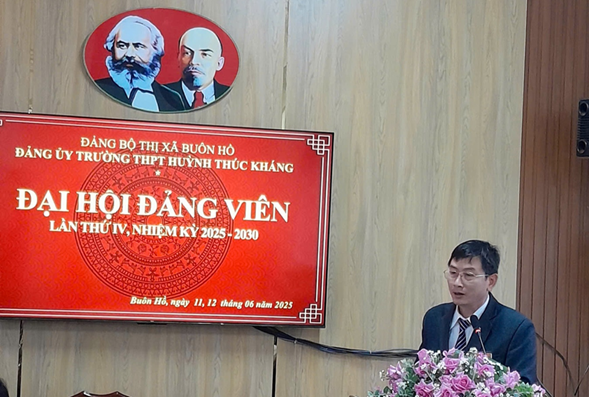 ĐẢNG BỘ THỊ XÃ BUÔN HỒ
ĐẢNG ỦY TRƯỜNG THPT HUỲNH THÚC KHÁNG
ĐẠI HỘI ĐẢNG VIÊN
LẦN THỨ IV, NHIỆM KỲ 2025 - 2030
Buôn Hồ, ngày 11, 12 tháng 06 năm 2025